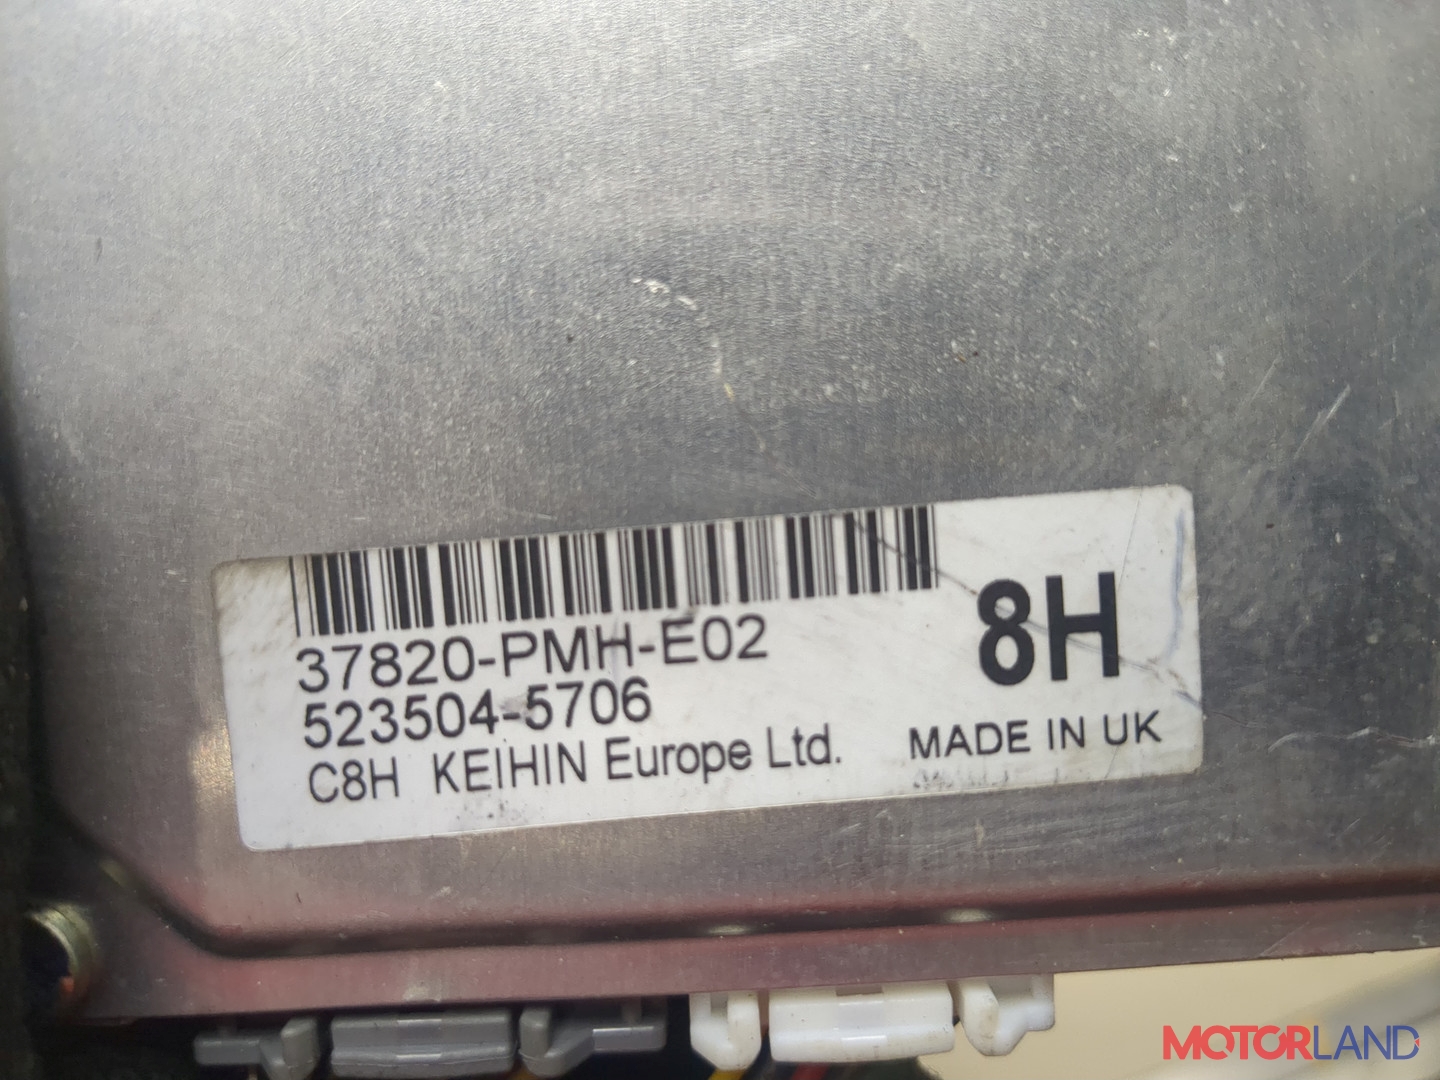 37820-PMH-E02
8H
523504-5706
C8H KEIHIN Europe Ltd.
MADE IN UK
MOTORLAND